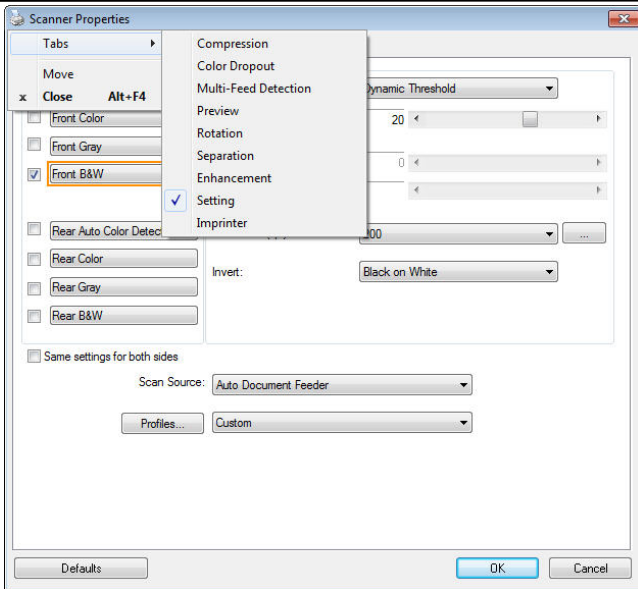 Scanner Properties
Tabs
Move
x Close Alt+F4
Compression
Color Dropout
Multi-Feed Detection
Preview
Rotation
Separation
Enhancement
Setting
Imprinter
Dynamic Threshold
20
0
Front Color
Front Gray
Front B&W
Rear Auto Color Detect
200
...
Rear Color
Invert: Black on White
Rear Gray
Rear B&W
Same settings for both sides
Scan Source: Auto Document Feeder
Profiles... Custom
Defaults OK Cancel